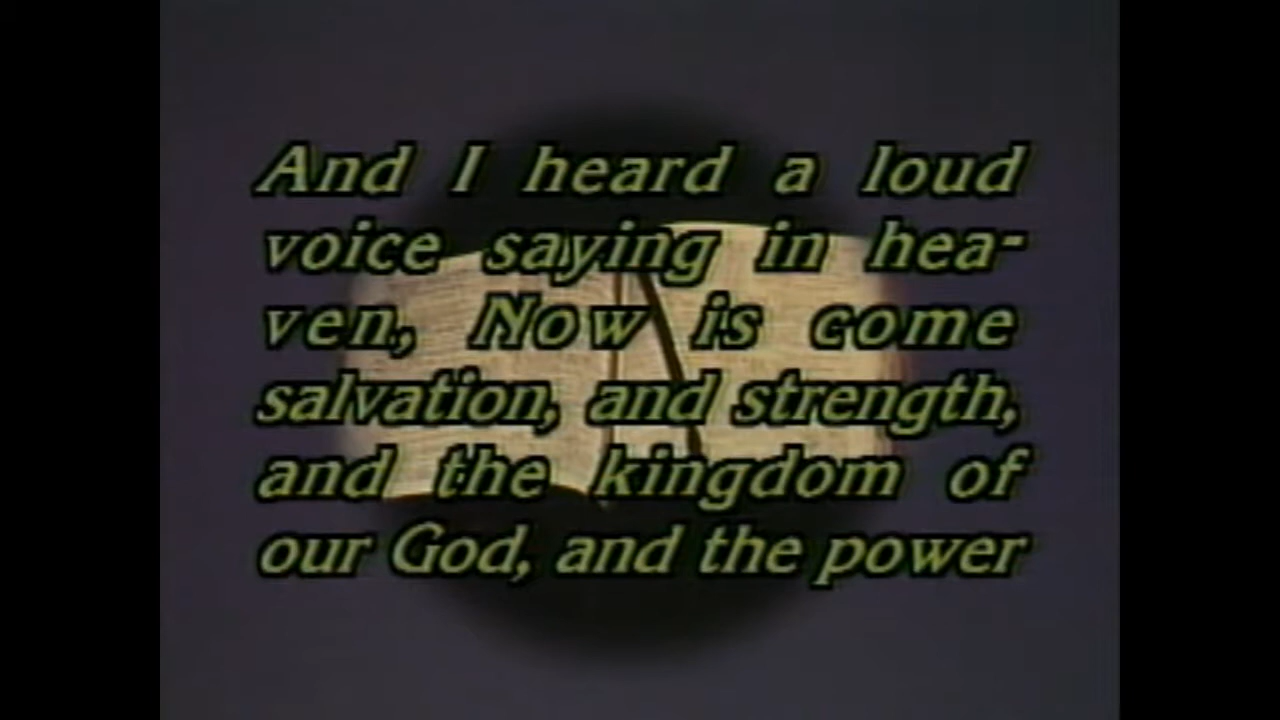 And I heard a loud
voice saying in hea-
ven, Now is come
salvation, and strength,
and the kingdom of
our God, and the power